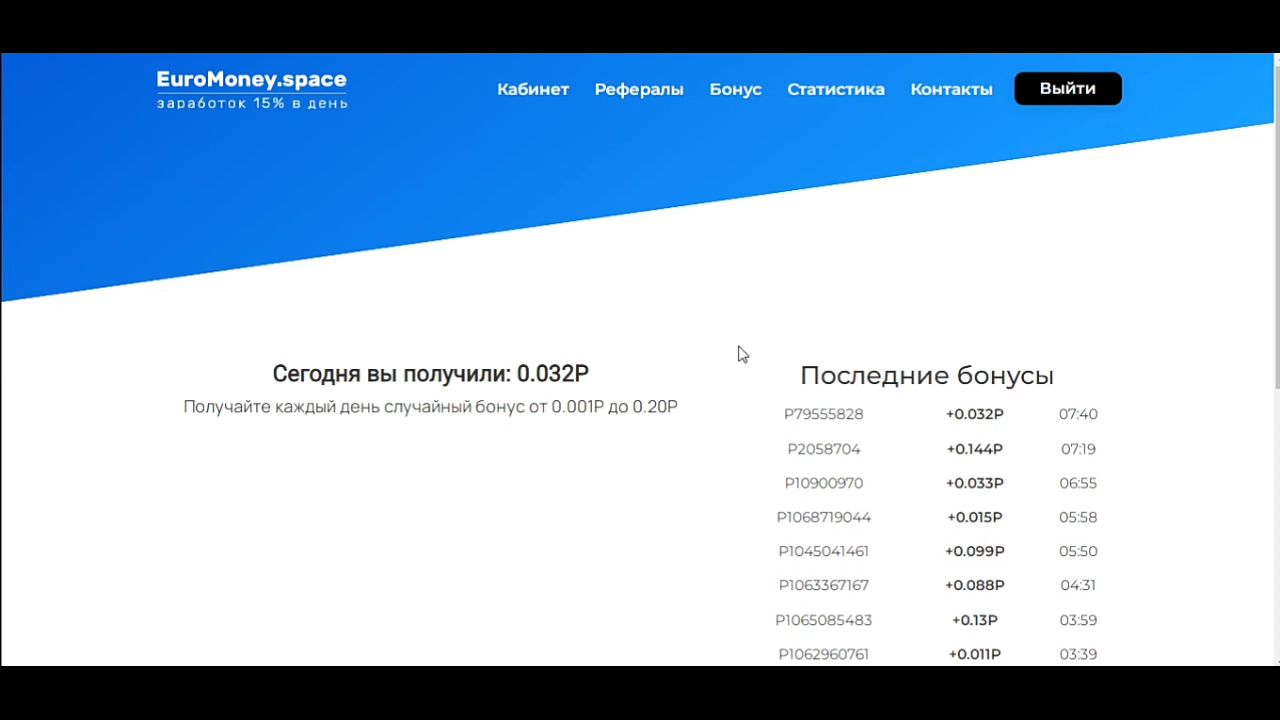 EuroMoney.space
заработок 15% в день
Кабинет Рефералы Бонус Статистика Контакты Выйти
Сегодня вы получили: 0.032Р
Получайте каждый день случайный бонус от 0.001Р до 0.20Р
Последние бонусы
P79555828 +0.032Р 07:40
P2058704 +0.144Р 07:19
P10900970 +0.033Р 06:55
P1068719044 +0.015Р 05:58
P1045041461 +0.099Р 05:50
P1063367167 +0.088Р 04:31
P1065085483 +0.13Р 03:59
P1062960761 +0.011Р 03:39